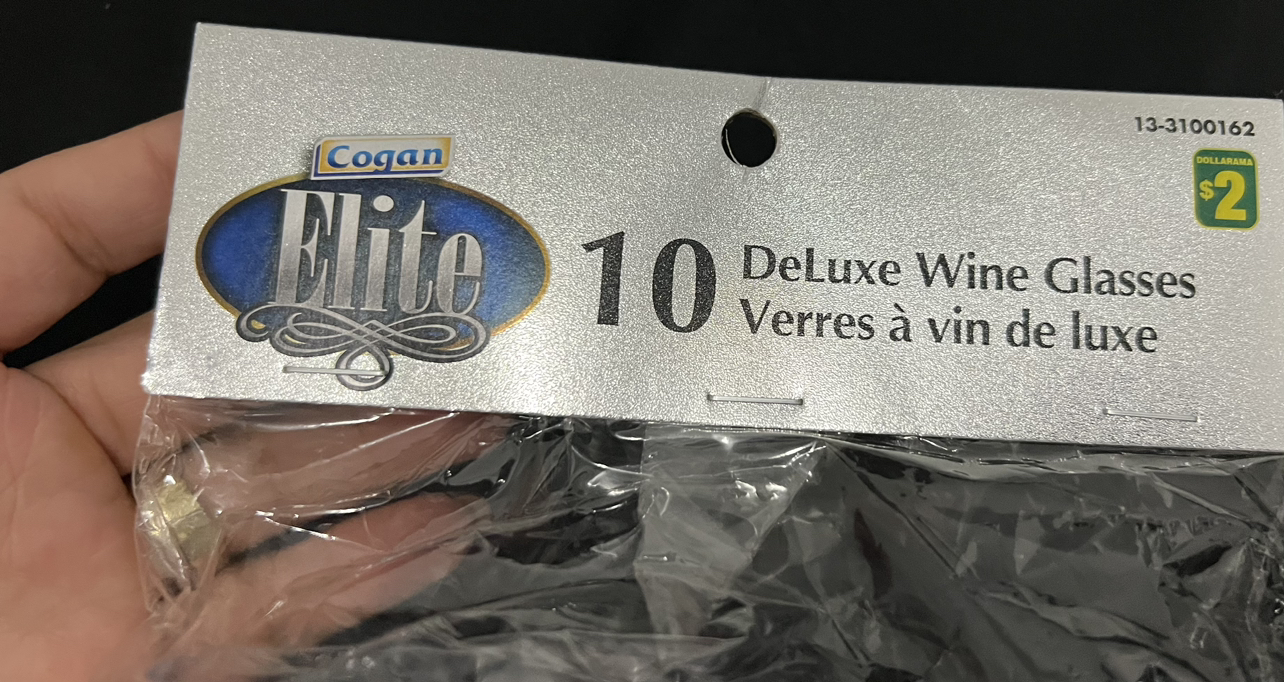 13-3100162
DOLLARAMA
$2
Cogan
Elite
10
DeLuxe Wine Glasses
Verres à vin de luxe